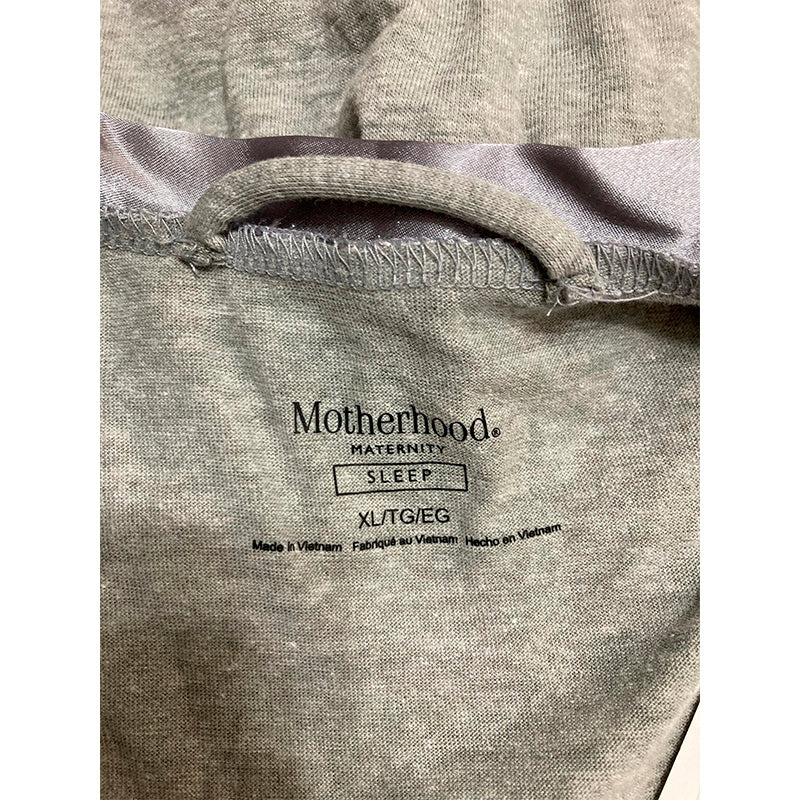 Motherhood®
MATERNITY
SLEEP
XL/TG/EG
Made in Vietnam Fabriqué au Vietnam Hecho en Vietnam